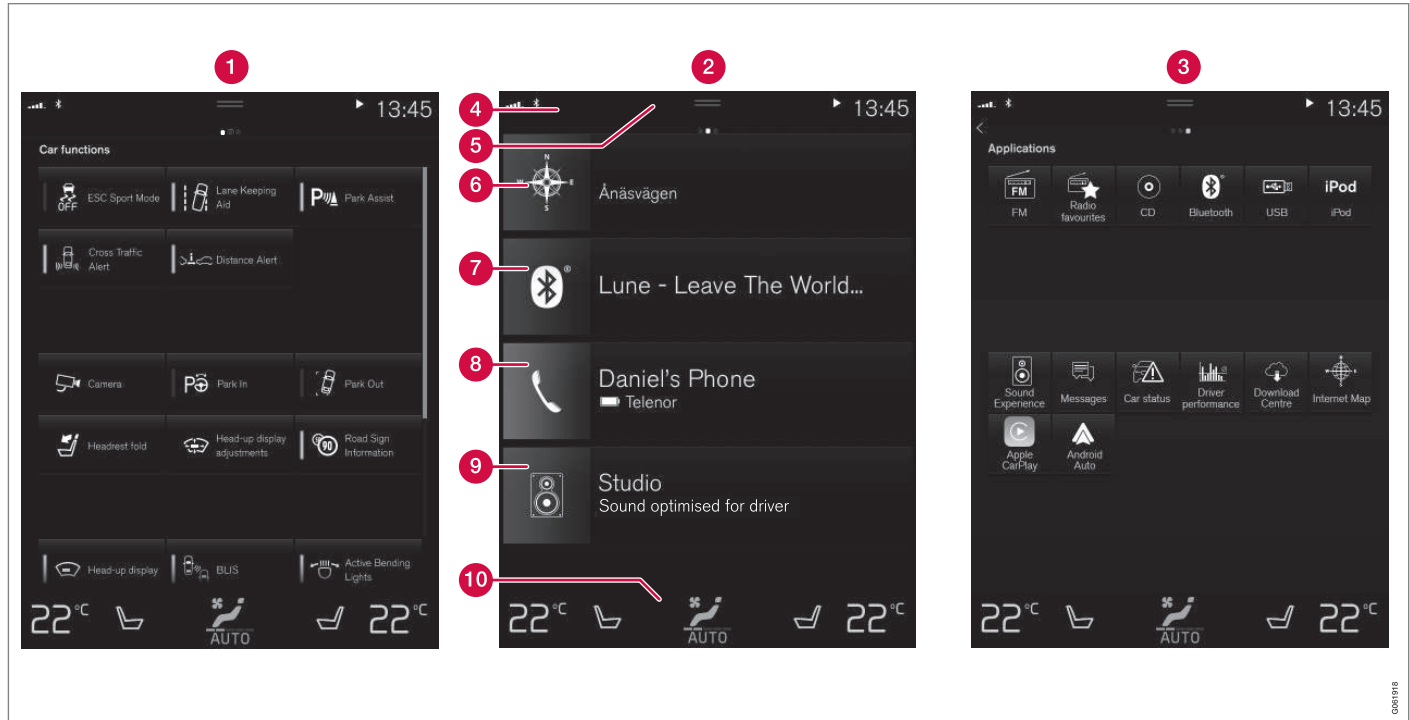 1
2
3
13:45
Car functions
OFF
ESC Sport Mode
Lane Keeping
Aid
P
Park Assist
Cross Traffic
Alert
Distance Alert
Camera
P
Park In
Park Out
Headrest fold
Head-up display
adjustments
90
Road Sign
Information
Head-up display
BLIS
Active Bending
Lights
22°C
AUTO
22°C
4
13:45
5
6
N
W
E
S
Ånäsvägen
7
®
Lune - Leave The World...
8
Daniel's Phone
Telenor
9
Studio
Sound optimised for driver
10
22°C
AUTO
22°C
13:45
Applications
FM
FM
Radio
favourites
CD
Bluetooth
USB
iPod
iPod
Sound
Experience
Messages
Car status
Driver
performance
Download
Centre
Internet Map
Apple
CarPlay
Android
Auto
22°C
AUTO
22°C
G061918